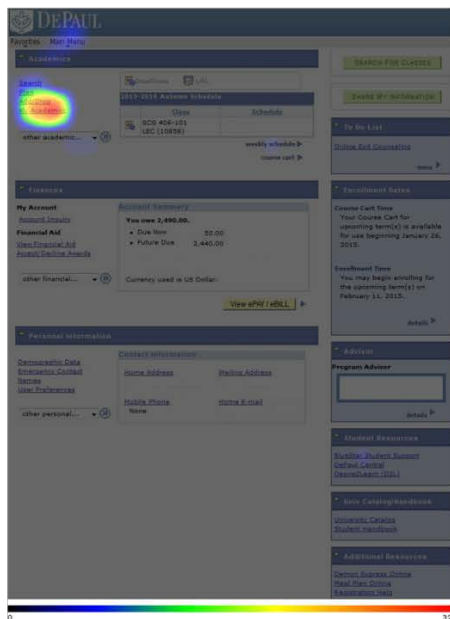 DEPAUL
Favorites Main Menu
Academics
SEARCH FOR CLASSES
Search
Plan
My Academics
2015-2016 Autumn Schedule
Class Schedule
LEC (10856)
other academic...
weekly schedule
course cart
SHARE MY INFORMATION
To Do List
Online Exit Counseling
more
Finances
My Account
Account Inquiry
Financial Aid
View Financial Aid
Accept/Decline Awards
other financial...
Account Summary
You owe 2,490.00.
Due Now 50.00
Future Due 2,440.00
Currency used is US Dollar.
View ePAY / eBILL
Enrollment Dates
Course Cart Time
Your Course Cart for
upcoming term(s) is available
for use beginning January 26,
2015.
Enrollment Time
You may begin enrolling for
the upcoming term(s) on
February 11, 2015.
details
Personal Information
Demographic Data
Emergency Contact
Names
User Preferences
other personal...
Contact Information
Home Address Mailing Address
Mobile Phone Home E-mail
None
Advisor
Program Advisor
details
Student Resources
BlueStar Student Support
DePaul Central
Desire2Learn (D2L)
Univ Catalog/Handbook
University Catalog
Student Handbook
Additional Resources
Demon Express Online
Meal Plan Online
Registration Help
0